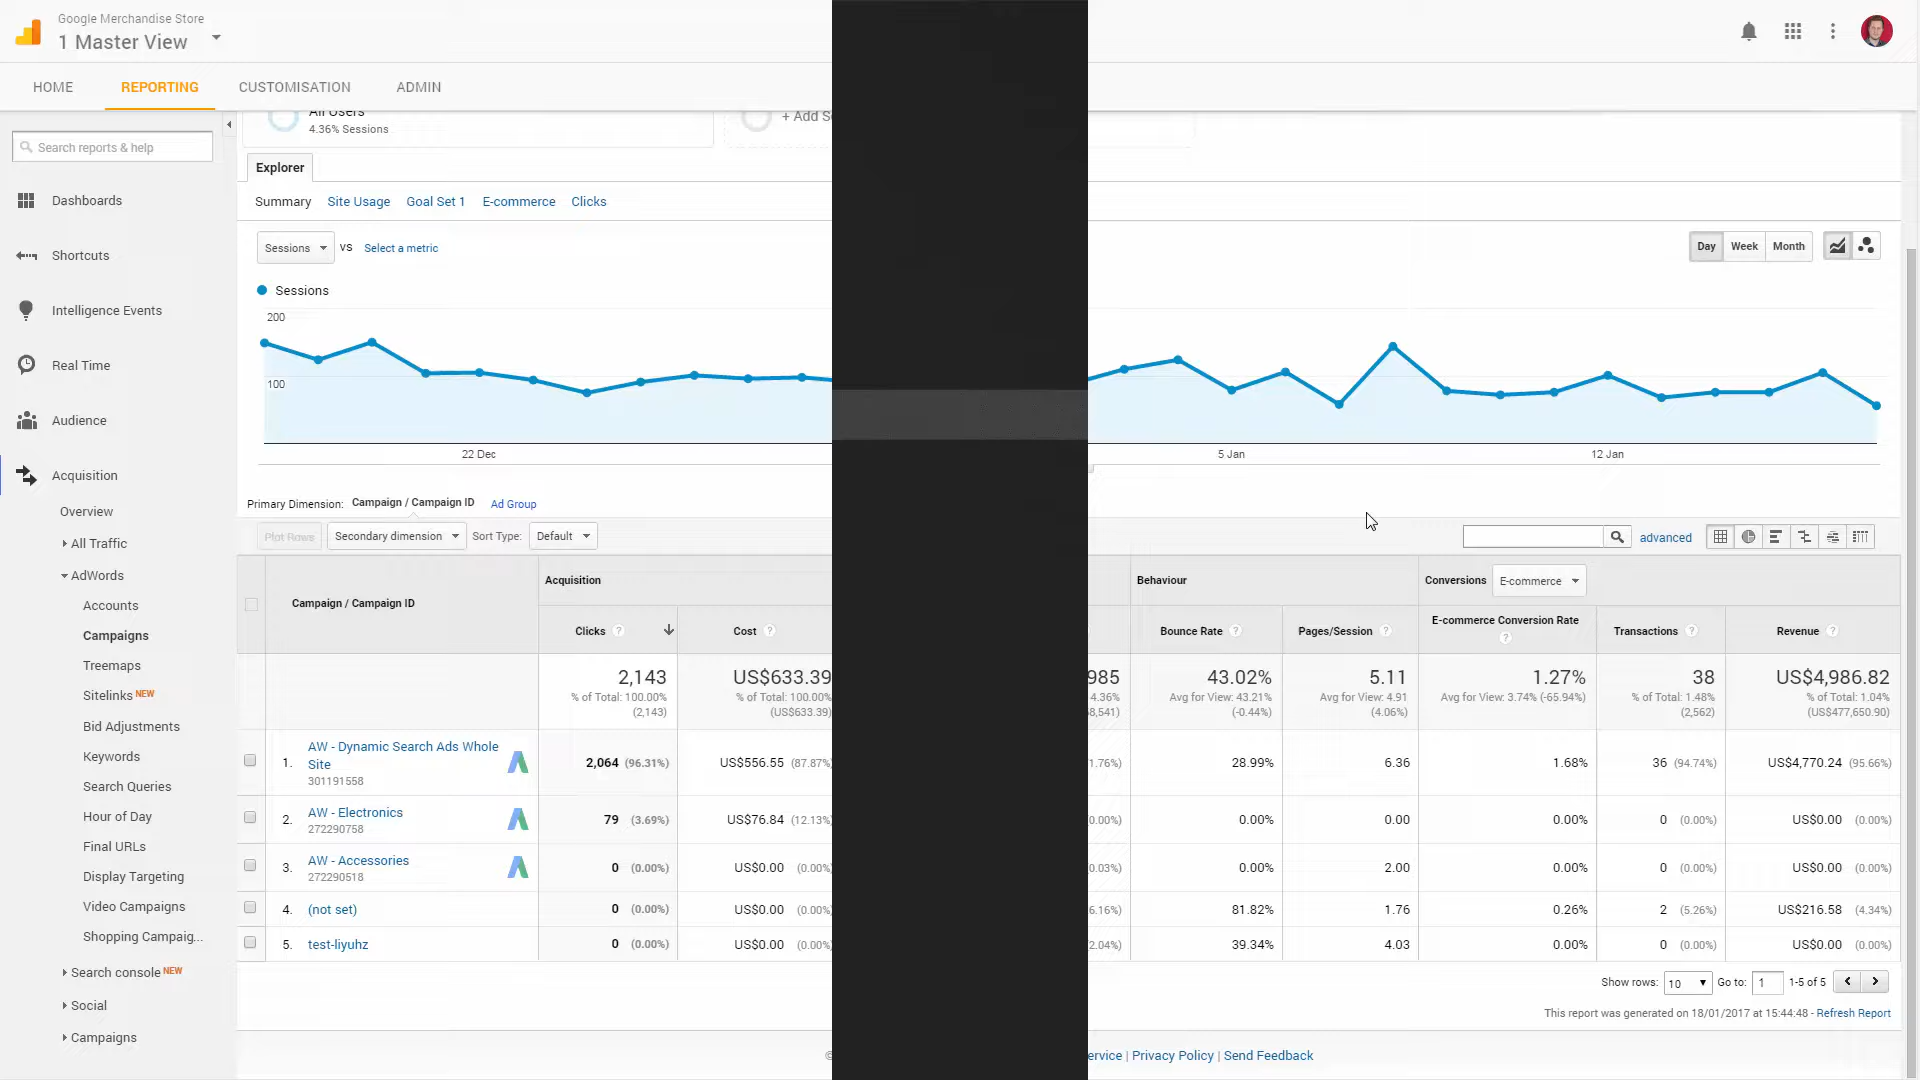 Google Merchandise Store
1 Master View
HOME REPORTING CUSTOMISATION ADMIN
Search reports & help
Dashboards
Shortcuts
Intelligence Events
Real Time
Audience
Acquisition
Overview
All Traffic
AdWords
Accounts
Campaigns
Treemaps
Sitelinks NEW
Bid Adjustments
Keywords
Search Queries
Hour of Day
Final URLs
Display Targeting
Video Campaigns
Shopping Campaig...
Search console NEW
Social
Campaigns
All Users
4.36% Sessions
+ Add
Explorer
Summary Site Usage Goal Set 1 E-commerce Clicks
Sessions VS Select a metric
Day Week Month
Sessions
200
100
22 Dec 5 Jan 12 Jan
Primary Dimension: Campaign / Campaign ID Ad Group
Plot Rows Secondary dimension Sort Type: Default advanced
Campaign / Campaign ID Acquisition Behaviour Conversions E-commerce
Clicks ? Cost ? Bounce Rate ? Pages/Session ? E-commerce Conversion Rate ? Transactions ? Revenue ?
2,143 US$633.39 985 43.02% 5.11 1.27% 38 US$4,986.82
% of Total: 100.00% % of Total: 100.00% 4.36% Avg for View: 43.21% Avg for View: 4.91 Avg for View: 3.74% (-65.94%) % of Total: 1.48% % of Total: 1.04%
(2,143) (US$633.39) 8,541) (-0.44%) (4.06%) (2,562) (US$477,650.90)
1. AW - Dynamic Search Ads Whole Site 2,064 (96.31%) US$556.55 (87.87%) 1.76%) 28.99% 6.36 1.68% 36 (94.74%) US$4,770.24 (95.66%)
301191558
2. AW - Electronics 79 (3.69%) US$76.84 (12.13%) 0.00%) 0.00% 0.00 0.00% 0 (0.00%) US$0.00 (0.00%)
272290758
3. AW - Accessories 0 (0.00%) US$0.00 (0.00%) 0.03%) 0.00% 2.00 0.00% 0 (0.00%) US$0.00 (0.00%)
272290518
4. (not set) 0 (0.00%) US$0.00 (0.00%) 6.16%) 81.82% 1.76 0.26% 2 (5.26%) US$216.58 (4.34%)
5. test-liyuhz 0 (0.00%) US$0.00 (0.00%) 2.04%) 39.34% 4.03 0.00% 0 (0.00%) US$0.00 (0.00%)
Show rows: 10 Go to: 1 1-5 of 5
This report was generated on 18/01/2017 at 15:44:48 - Refresh Report
ervice | Privacy Policy | Send Feedback